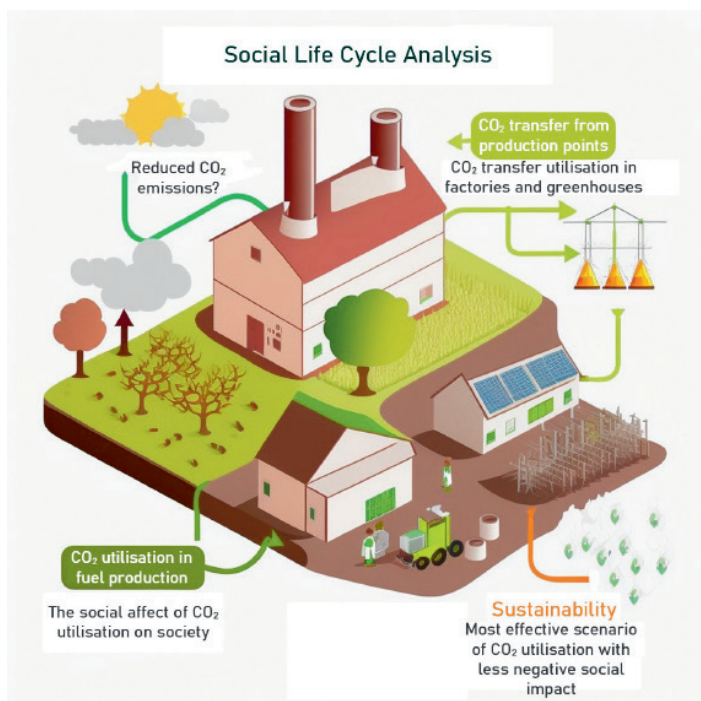 Social Life Cycle Analysis
CO₂ transfer from
production points
CO₂ transfer utilisation in
factories and greenhouses
Reduced CO₂
emissions?
CO₂ utilisation in
fuel production
The social affect of CO₂
utilisation on society
Sustainability
Most effective scenario
of CO₂ utilisation with
less negative social
impact